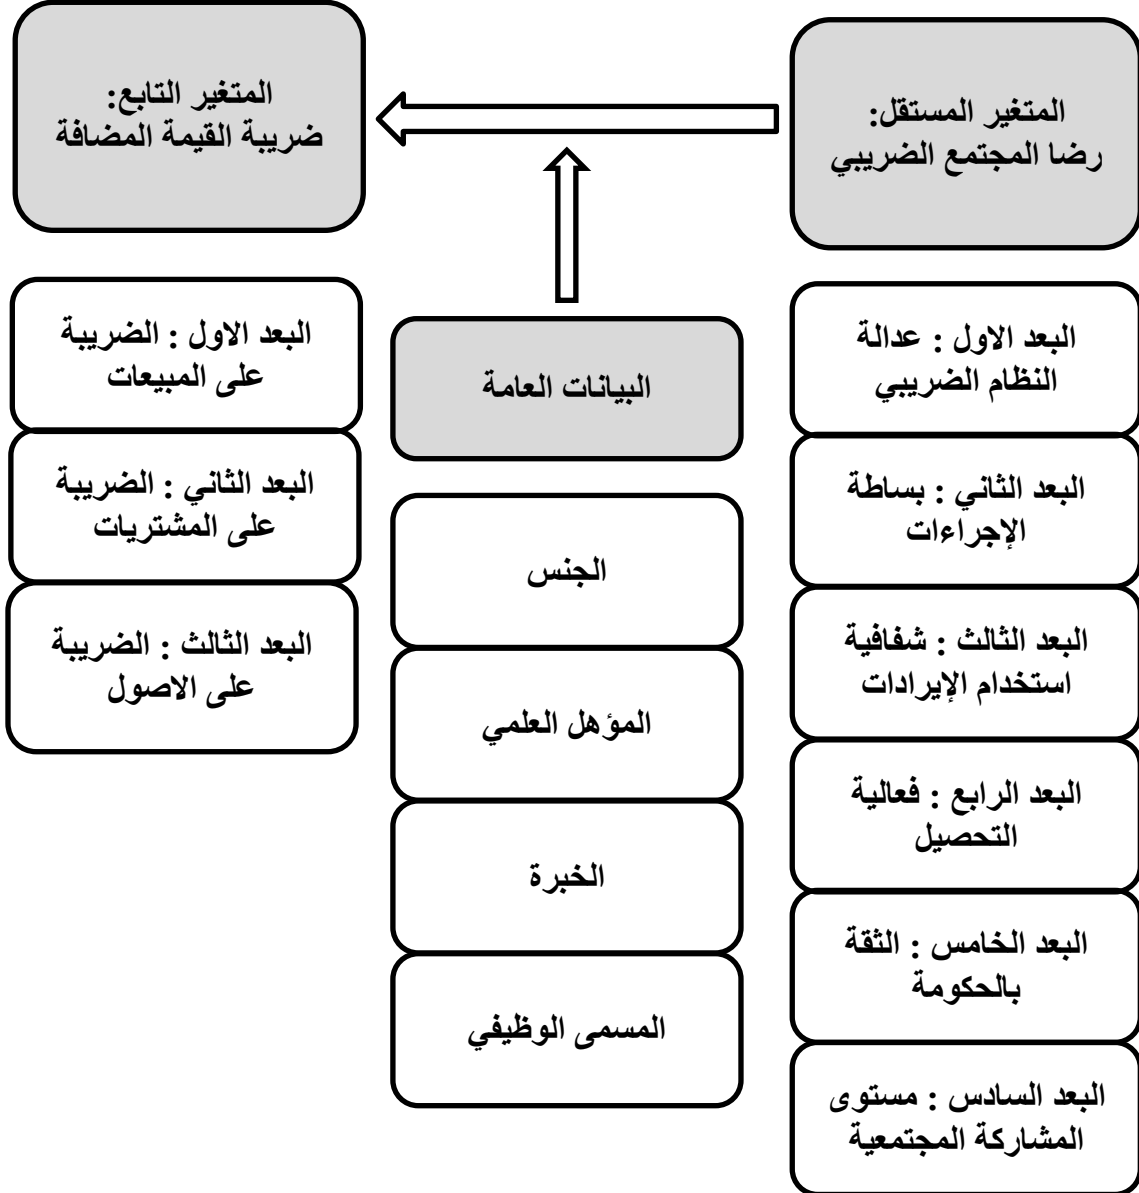 المتغير المستقل:
رضا المجتمع الضريبي
البعد الاول : عدالة
النظام الضريبي
البعد الثاني : بساطة
الإجراءات
البعد الثالث : شفافية
استخدام الإيرادات
البعد الرابع : فعالية
التحصيل
البعد الخامس : الثقة
بالحكومة
البعد السادس : مستوى
المشاركة المجتمعية
البيانات العامة
الجنس
المؤهل العلمي
الخبرة
المسمى الوظيفي
المتغير التابع:
ضريبة القيمة المضافة
البعد الاول : الضريبة
على المبيعات
البعد الثاني : الضريبة
على المشتريات
البعد الثالث : الضريبة
على الاصول